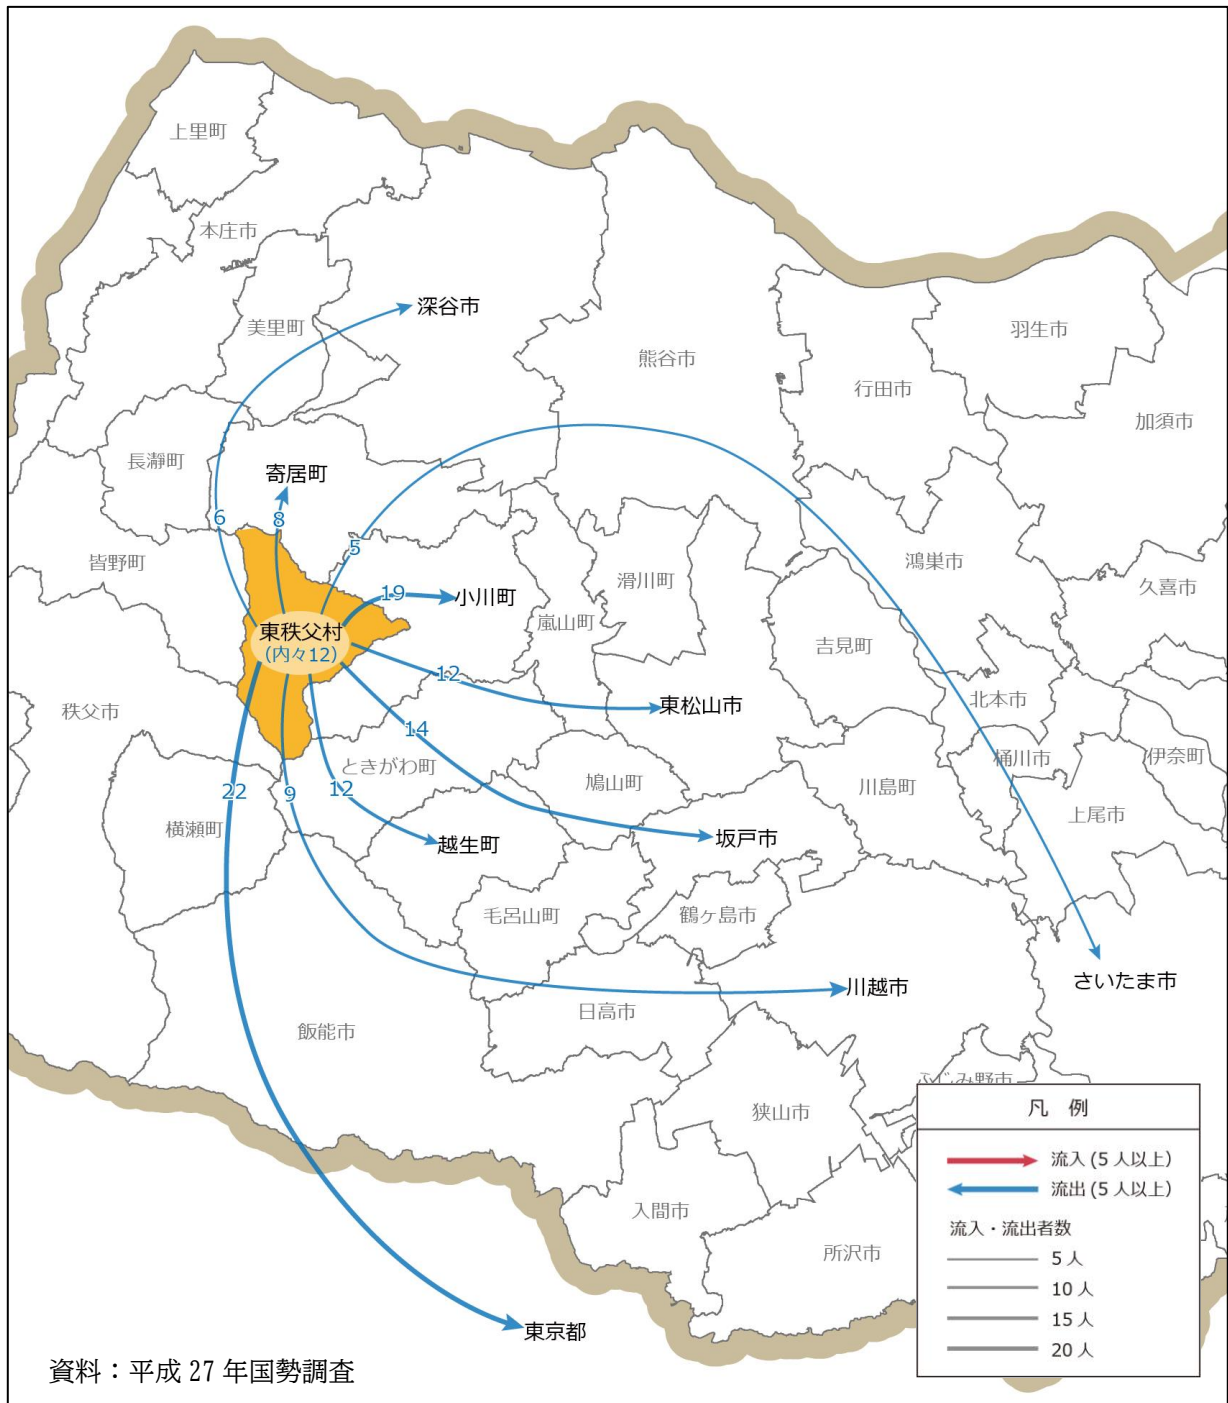 上里町
本庄市
深谷市
美里町
羽生市
熊谷市
行田市
加須市
長瀞町
寄居町
6
8
5
皆野町
鴻巣市
滑川町
久喜市
19
小川町
嵐山町
東秩父村
(内々12)
吉見町
12
秩父市
東松山市
北本市
14
ときがわ町
桶川市
伊奈町
鳩山町
川島町
22
9
12
横瀬町
上尾市
越生町
坂戸市
毛呂山町
鶴ヶ島市
さいたま市
川越市
日高市
飯能市
ふじみ野市
狭山市
入間市
所沢市
東京都
凡 例
流入 (5 人以上)
流出 (5 人以上)
流入・流出者数
5 人
10 人
15 人
20 人
資料:平成 27 年国勢調査